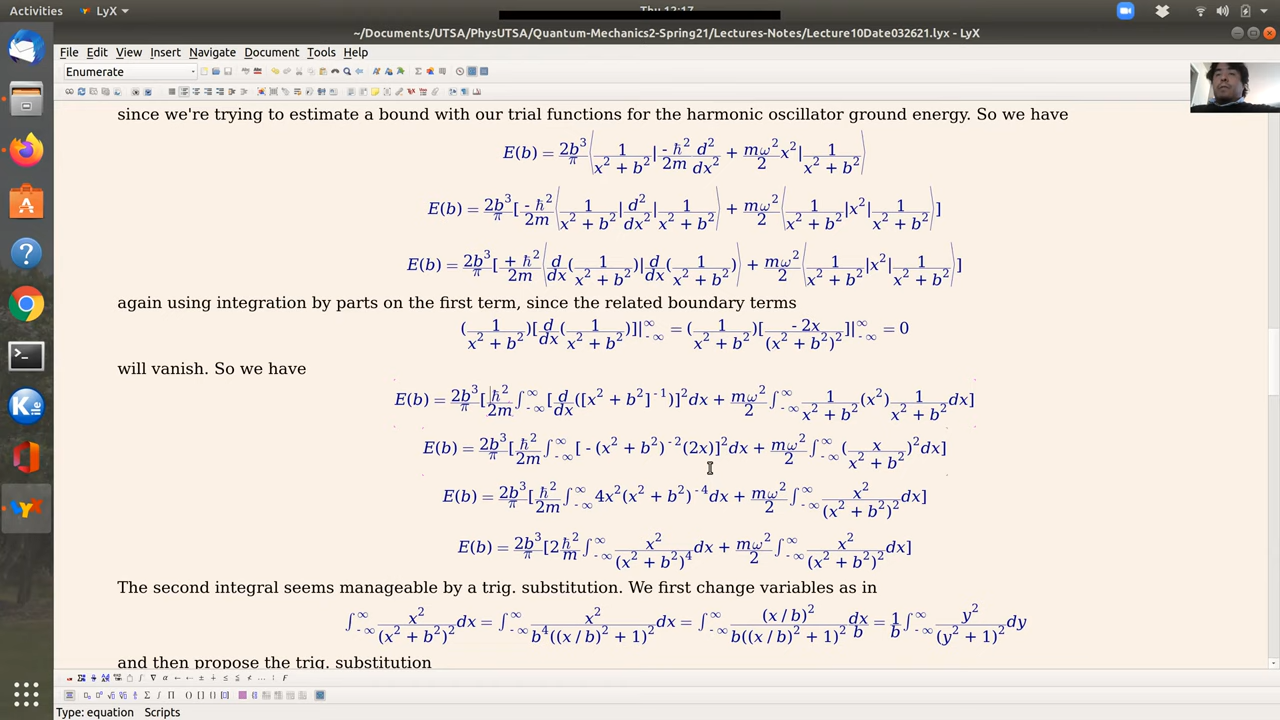 Activities LyX Thu 12:17
~/Documents/UTSA/PhysUTSA/Quantum-Mechanics2-Spring21/Lectures-Notes/Lecture10Date032621.lyx - LyX
File Edit View Insert Navigate Document Tools Help
Enumerate
since we're trying to estimate a bound with our trial functions for the harmonic oscillator ground energy. So we have
E(b) = 2b³/π ⟨1/(x² + b²)| -ħ²/2m d²/dx² + mω²/2 x²|1/(x² + b²)⟩
E(b) = 2b³/π [-ħ²/2m ⟨1/(x² + b²)|d²/dx²|1/(x² + b²)⟩ + mω²/2 ⟨1/(x² + b²)|x²|1/(x² + b²)⟩]
E(b) = 2b³/π [+ħ²/2m ⟨d/dx(1/(x² + b²)|d/dx(1/(x² + b²))⟩ + mω²/2 ⟨1/(x² + b²)|x²|1/(x² + b²)⟩]
again using integration by parts on the first term, since the related boundary terms
(1/(x² + b²))[d/dx(1/(x² + b²))]|_{-∞}^{∞} = (1/(x² + b²))[-2x/(x² + b²)²]|_{-∞}^{∞} = 0
will vanish. So we have
E(b) = 2b³/π [ħ²/2m ∫_{-∞}^{∞} [d/dx([x² + b²]⁻¹)]²dx + mω²/2 ∫_{-∞}^{∞} 1/(x² + b²) (x²) 1/(x² + b²) dx]
E(b) = 2b³/π [ħ²/2m ∫_{-∞}^{∞} [-(x² + b²)⁻²(2x)]²dx + mω²/2 ∫_{-∞}^{∞} (x/(x² + b²))²dx]
E(b) = 2b³/π [ħ²/2m ∫_{-∞}^{∞} 4x²(x² + b²)⁻⁴dx + mω²/2 ∫_{-∞}^{∞} x²/(x² + b²)² dx]
E(b) = 2b³/π [2ħ²/m ∫_{-∞}^{∞} x²/(x² + b²)⁴ dx + mω²/2 ∫_{-∞}^{∞} x²/(x² + b²)² dx]
The second integral seems manageable by a trig. substitution. We first change variables as in
∫_{-∞}^{∞} x²/(x² + b²)² dx = ∫_{-∞}^{∞} x²/(b⁴((x/b)² + 1)²) dx = ∫_{-∞}^{∞} (x/b)²/(b((x/b)² + 1)²) dx/b = 1/b ∫_{-∞}^{∞} y²/(y² + 1)² dy
and then propose the trig. substitution
Type: equation Scripts